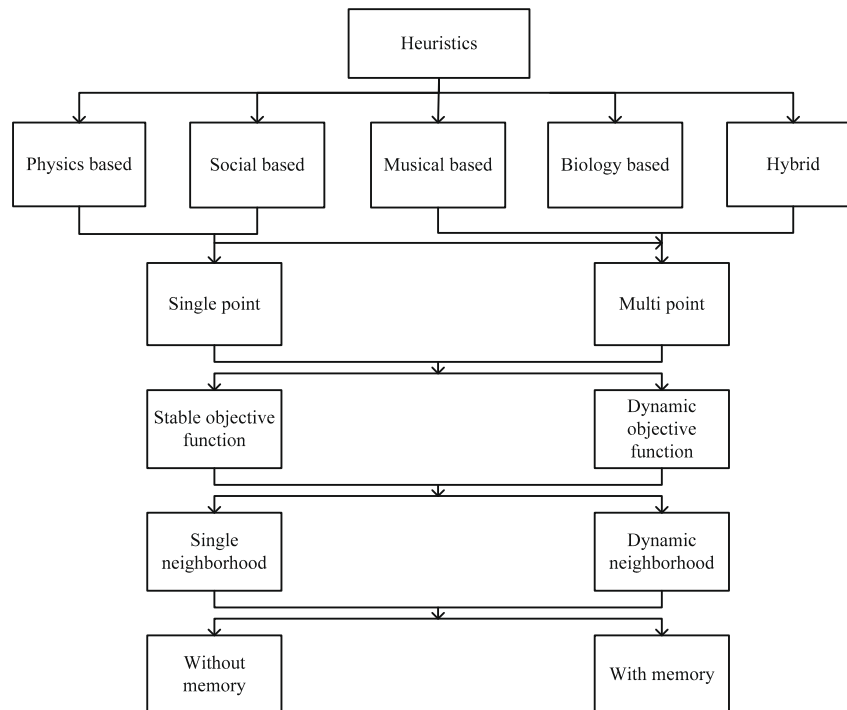 Heuristics
Physics based
Social based
Musical based
Biology based
Hybrid
Single point
Multi point
Stable objective
function
Dynamic
objective
function
Single
neighborhood
Dynamic
neighborhood
Without
memory
With memory